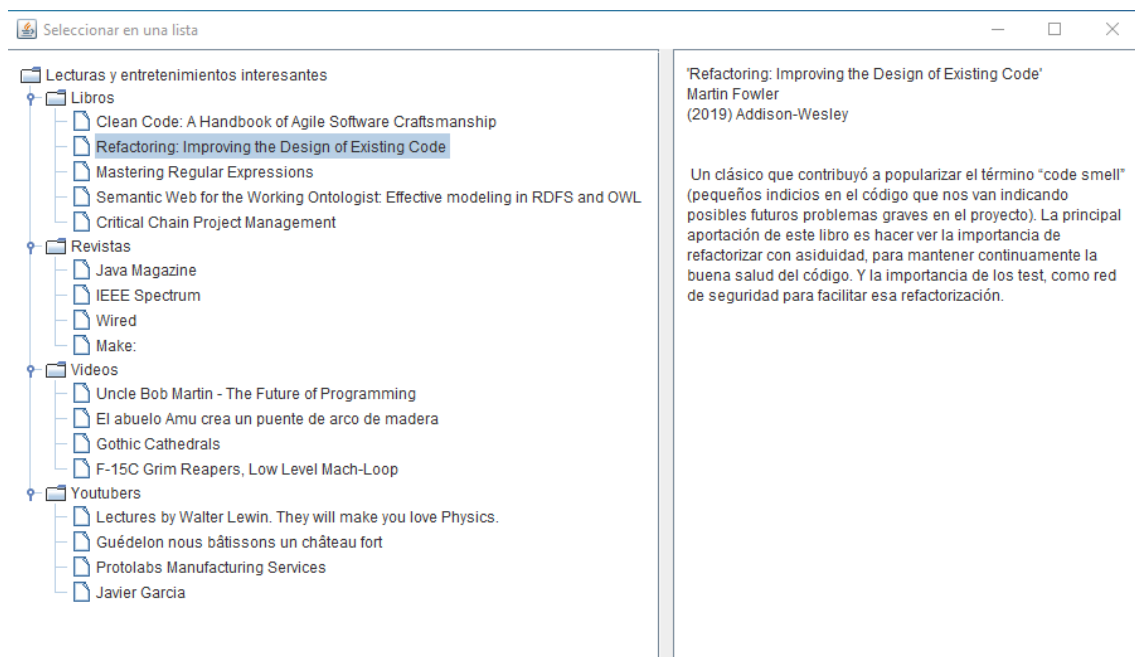 Seleccionar en una lista
Lecturas y entretenimientos interesantes
Libros
Clean Code: A Handbook of Agile Software Craftsmanship
Refactoring: Improving the Design of Existing Code
Mastering Regular Expressions
Semantic Web for the Working Ontologist: Effective modeling in RDFS and OWL
Critical Chain Project Management
Revistas
Java Magazine
IEEE Spectrum
Wired
Make:
Videos
Uncle Bob Martin - The Future of Programming
El abuelo Amu crea un puente de arco de madera
Gothic Cathedrals
F-15C Grim Reapers, Low Level Mach-Loop
Youtubers
Lectures by Walter Lewin. They will make you love Physics.
Guédelon nous bâtissons un château fort
Protolabs Manufacturing Services
Javier Garcia
'Refactoring: Improving the Design of Existing Code'
Martin Fowler
(2019) Addison-Wesley
Un clásico que contribuyó a popularizar el término “code smell”
(pequeños indicios en el código que nos van indicando
posibles futuros problemas graves en el proyecto). La principal
aportación de este libro es hacer ver la importancia de
refactorizar con asiduidad, para mantener continuamente la
buena salud del código. Y la importancia de los test, como red
de seguridad para facilitar esa refactorización.